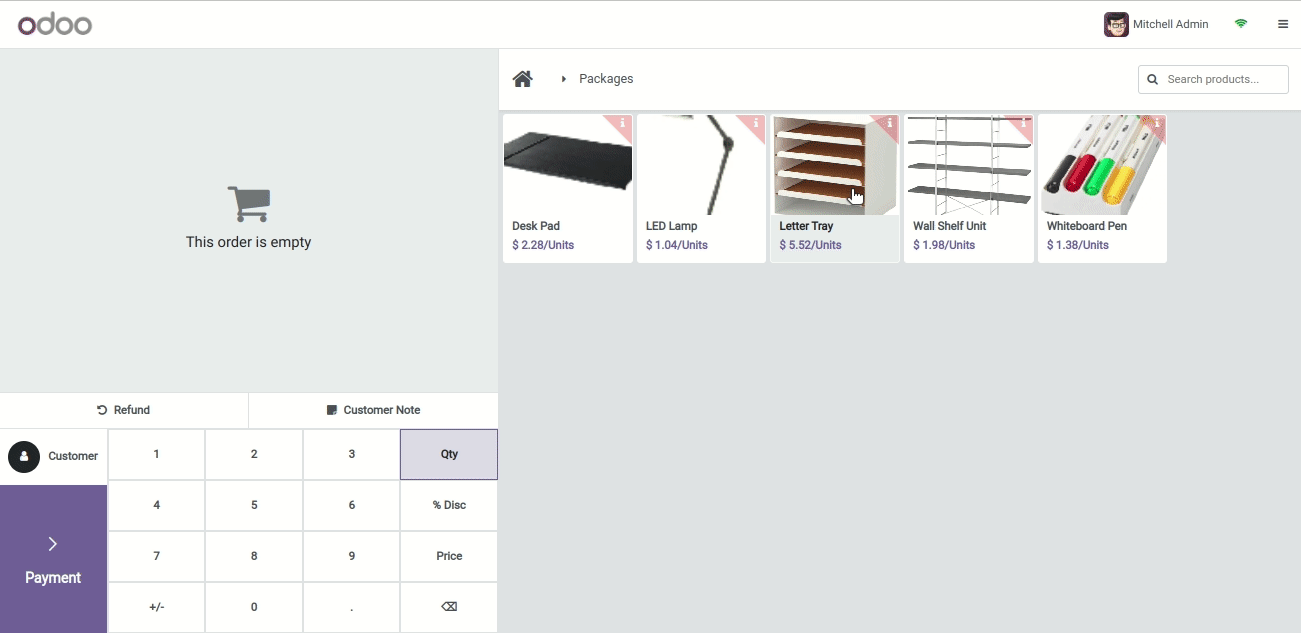 odoo
Mitchell Admin
Packages
Search products...
This order is empty
Desk Pad
$ 2.28/Units
LED Lamp
$ 1.04/Units
Letter Tray
$ 5.52/Units
Wall Shelf Unit
$ 1.98/Units
Whiteboard Pen
$ 1.38/Units
Refund
Customer Note
Customer
1
2
3
Qty
4
5
6
% Disc
7
8
9
Price
+/-
0
.
Payment